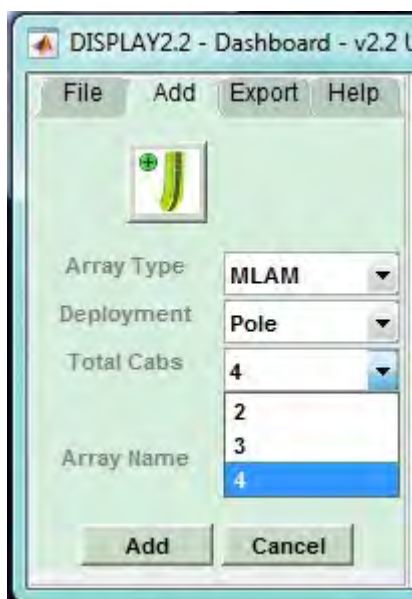 DISPLAY2.2 - Dashboard - v2.2
File Add Export Help
Array Type MLAM
Deployment Pole
Total Cabs 4
2
3
Array Name
4
Add Cancel